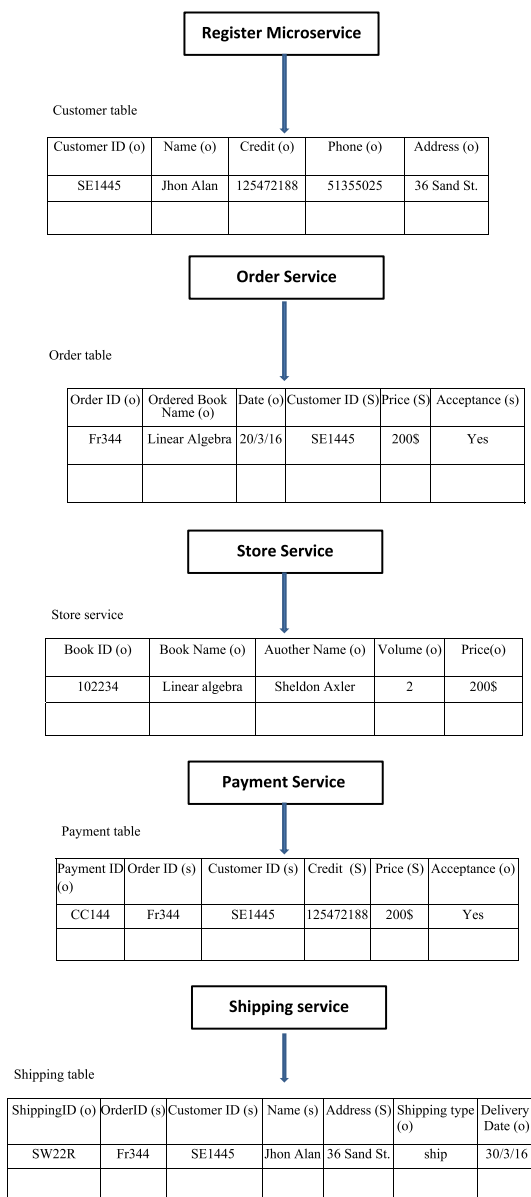 Register Microservice
Customer table
Customer ID (o) Name (o) Credit (o) Phone (o) Address (o)
SE1445 Jhon Alan 125472188 51355025 36 Sand St.
Order Service
Order table
Order ID (o) Ordered Book Name (o) Date (o) Customer ID (S) Price (S) Acceptance (s)
Fr344 Linear Algebra 20/3/16 SE1445 200$ Yes
Store Service
Store service
Book ID (o) Book Name (o) Auother Name (o) Volume (o) Price(o)
102234 Linear algebra Sheldon Axler 2 200$
Payment Service
Payment table
Payment ID (o) Order ID (s) Customer ID (s) Credit (S) Price (S) Acceptance (o)
CC144 Fr344 SE1445 125472188 200$ Yes
Shipping service
Shipping table
ShippingID (o) OrderID (s) Customer ID (s) Name (s) Address (S) Shipping type (o) Delivery Date (o)
SW22R Fr344 SE1445 Jhon Alan 36 Sand St. ship 30/3/16